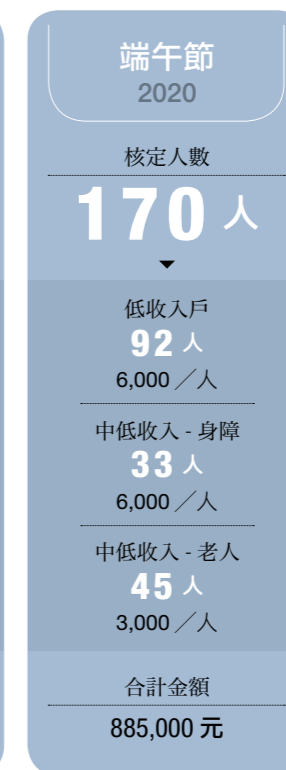 端午節
2020
核定人數
170 人
低收入戶
92 人
6,000 ／人
中低收入 - 身障
33 人
6,000 ／人
中低收入 - 老人
45 人
3,000 ／人
合計金額
885,000 元